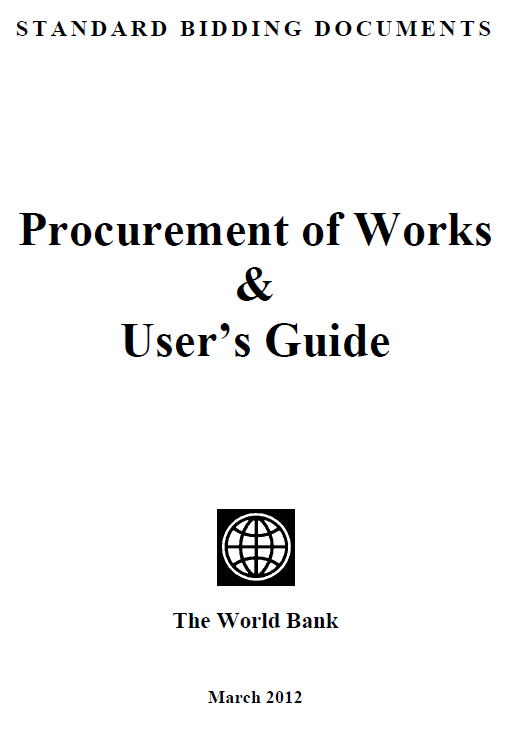 STANDARD BIDDING DOCUMENTS
Procurement of Works
&
User’s Guide
The World Bank
March 2012